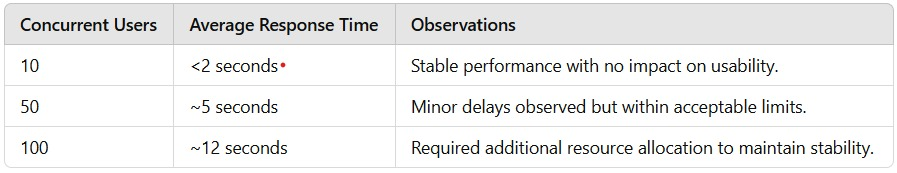 Concurrent Users Average Response Time Observations
10 <2 seconds• Stable performance with no impact on usability.
50 ~5 seconds Minor delays observed but within acceptable limits.
100 ~12 seconds Required additional resource allocation to maintain stability.